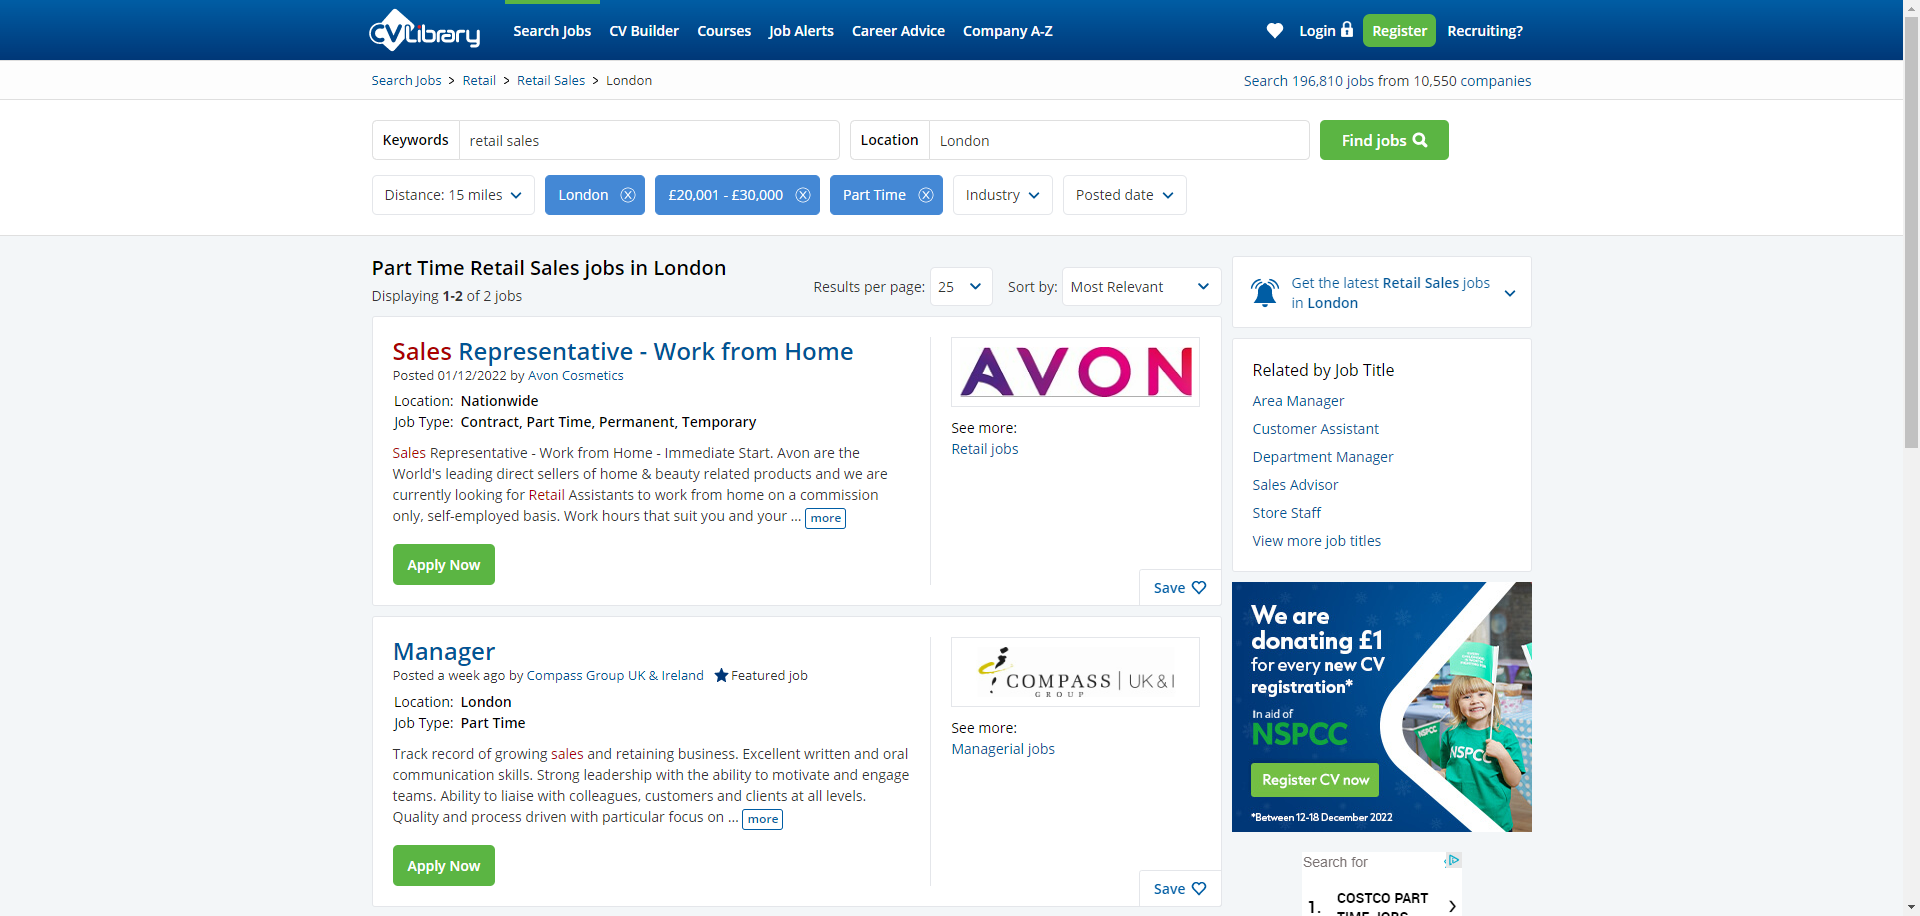 CVLibrary
Search Jobs
CV Builder
Courses
Job Alerts
Career Advice
Company A-Z
Login
Register
Recruiting?
Search Jobs > Retail > Retail Sales > London
Search 196,810 jobs from 10,550 companies
Keywords
retail sales
Location
London
Find jobs
Distance: 15 miles
London
£20,001 - £30,000
Part Time
Industry
Posted date
Part Time Retail Sales jobs in London
Displaying 1-2 of 2 jobs
Results per page: 25
Sort by: Most Relevant
Sales Representative - Work from Home
Posted 01/12/2022 by Avon Cosmetics
Location: Nationwide
Job Type: Contract, Part Time, Permanent, Temporary
Sales Representative - Work from Home - Immediate Start. Avon are the
World's leading direct sellers of home & beauty related products and we are
currently looking for Retail Assistants to work from home on a commission
only, self-employed basis. Work hours that suit you and your ... more
Apply Now
AVON
See more:
Retail jobs
Save
Manager
Posted a week ago by Compass Group UK & Ireland Featured job
Location: London
Job Type: Part Time
Track record of growing sales and retaining business. Excellent written and oral
communication skills. Strong leadership with the ability to motivate and engage
teams. Ability to liaise with colleagues, customers and clients at all levels.
Quality and process driven with particular focus on ... more
Apply Now
COMPASS | UK & I
GROUP
See more:
Managerial jobs
Save
Get the latest Retail Sales jobs
in London
Related by Job Title
Area Manager
Customer Assistant
Department Manager
Sales Advisor
Store Staff
View more job titles
We are
donating £1
for every new CV
registration*
In aid of
NSPCC
Register CV now
*Between 12-18 December 2022
NSPCC
NSPCC
Search for
1. COSTCO PART
TIME JOBS